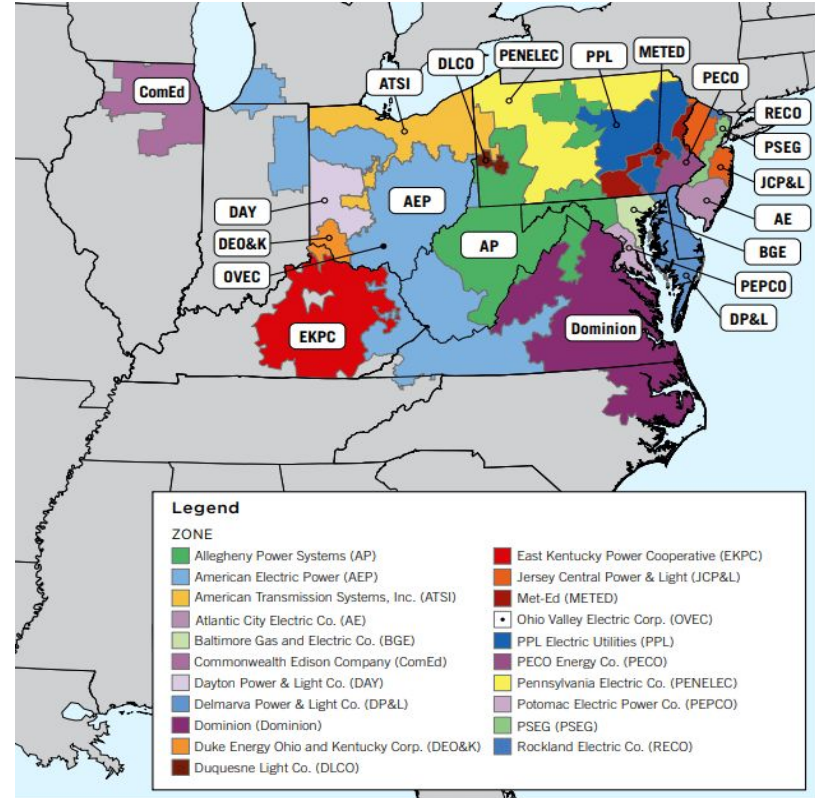 DLCO
PENELEC
PPL
METED
PECO
ATSI
ComEd
RECO
PSEG
JCP&L
AE
BGE
PEPCO
DP&L
DAY
DEO&K
OVEC
AEP
AP
EKPC
Dominion
Legend
ZONE
Allegheny Power Systems (AP)
American Electric Power (AEP)
American Transmission Systems, Inc. (ATSI)
Atlantic City Electric Co. (AE)
Baltimore Gas and Electric Co. (BGE)
Commonwealth Edison Company (ComEd)
Dayton Power & Light Co. (DAY)
Delmarva Power & Light Co. (DP&L)
Dominion (Dominion)
Duke Energy Ohio and Kentucky Corp. (DEO&K)
Duquesne Light Co. (DLCO)
East Kentucky Power Cooperative (EKPC)
Jersey Central Power & Light (JCP&L)
Met-Ed (METED)
Ohio Valley Electric Corp. (OVEC)
PPL Electric Utilities (PPL)
PECO Energy Co. (PECO)
Pennsylvania Electric Co. (PENELEC)
Potomac Electric Power Co. (PEPCO)
PSEG (PSEG)
Rockland Electric Co. (RECO)